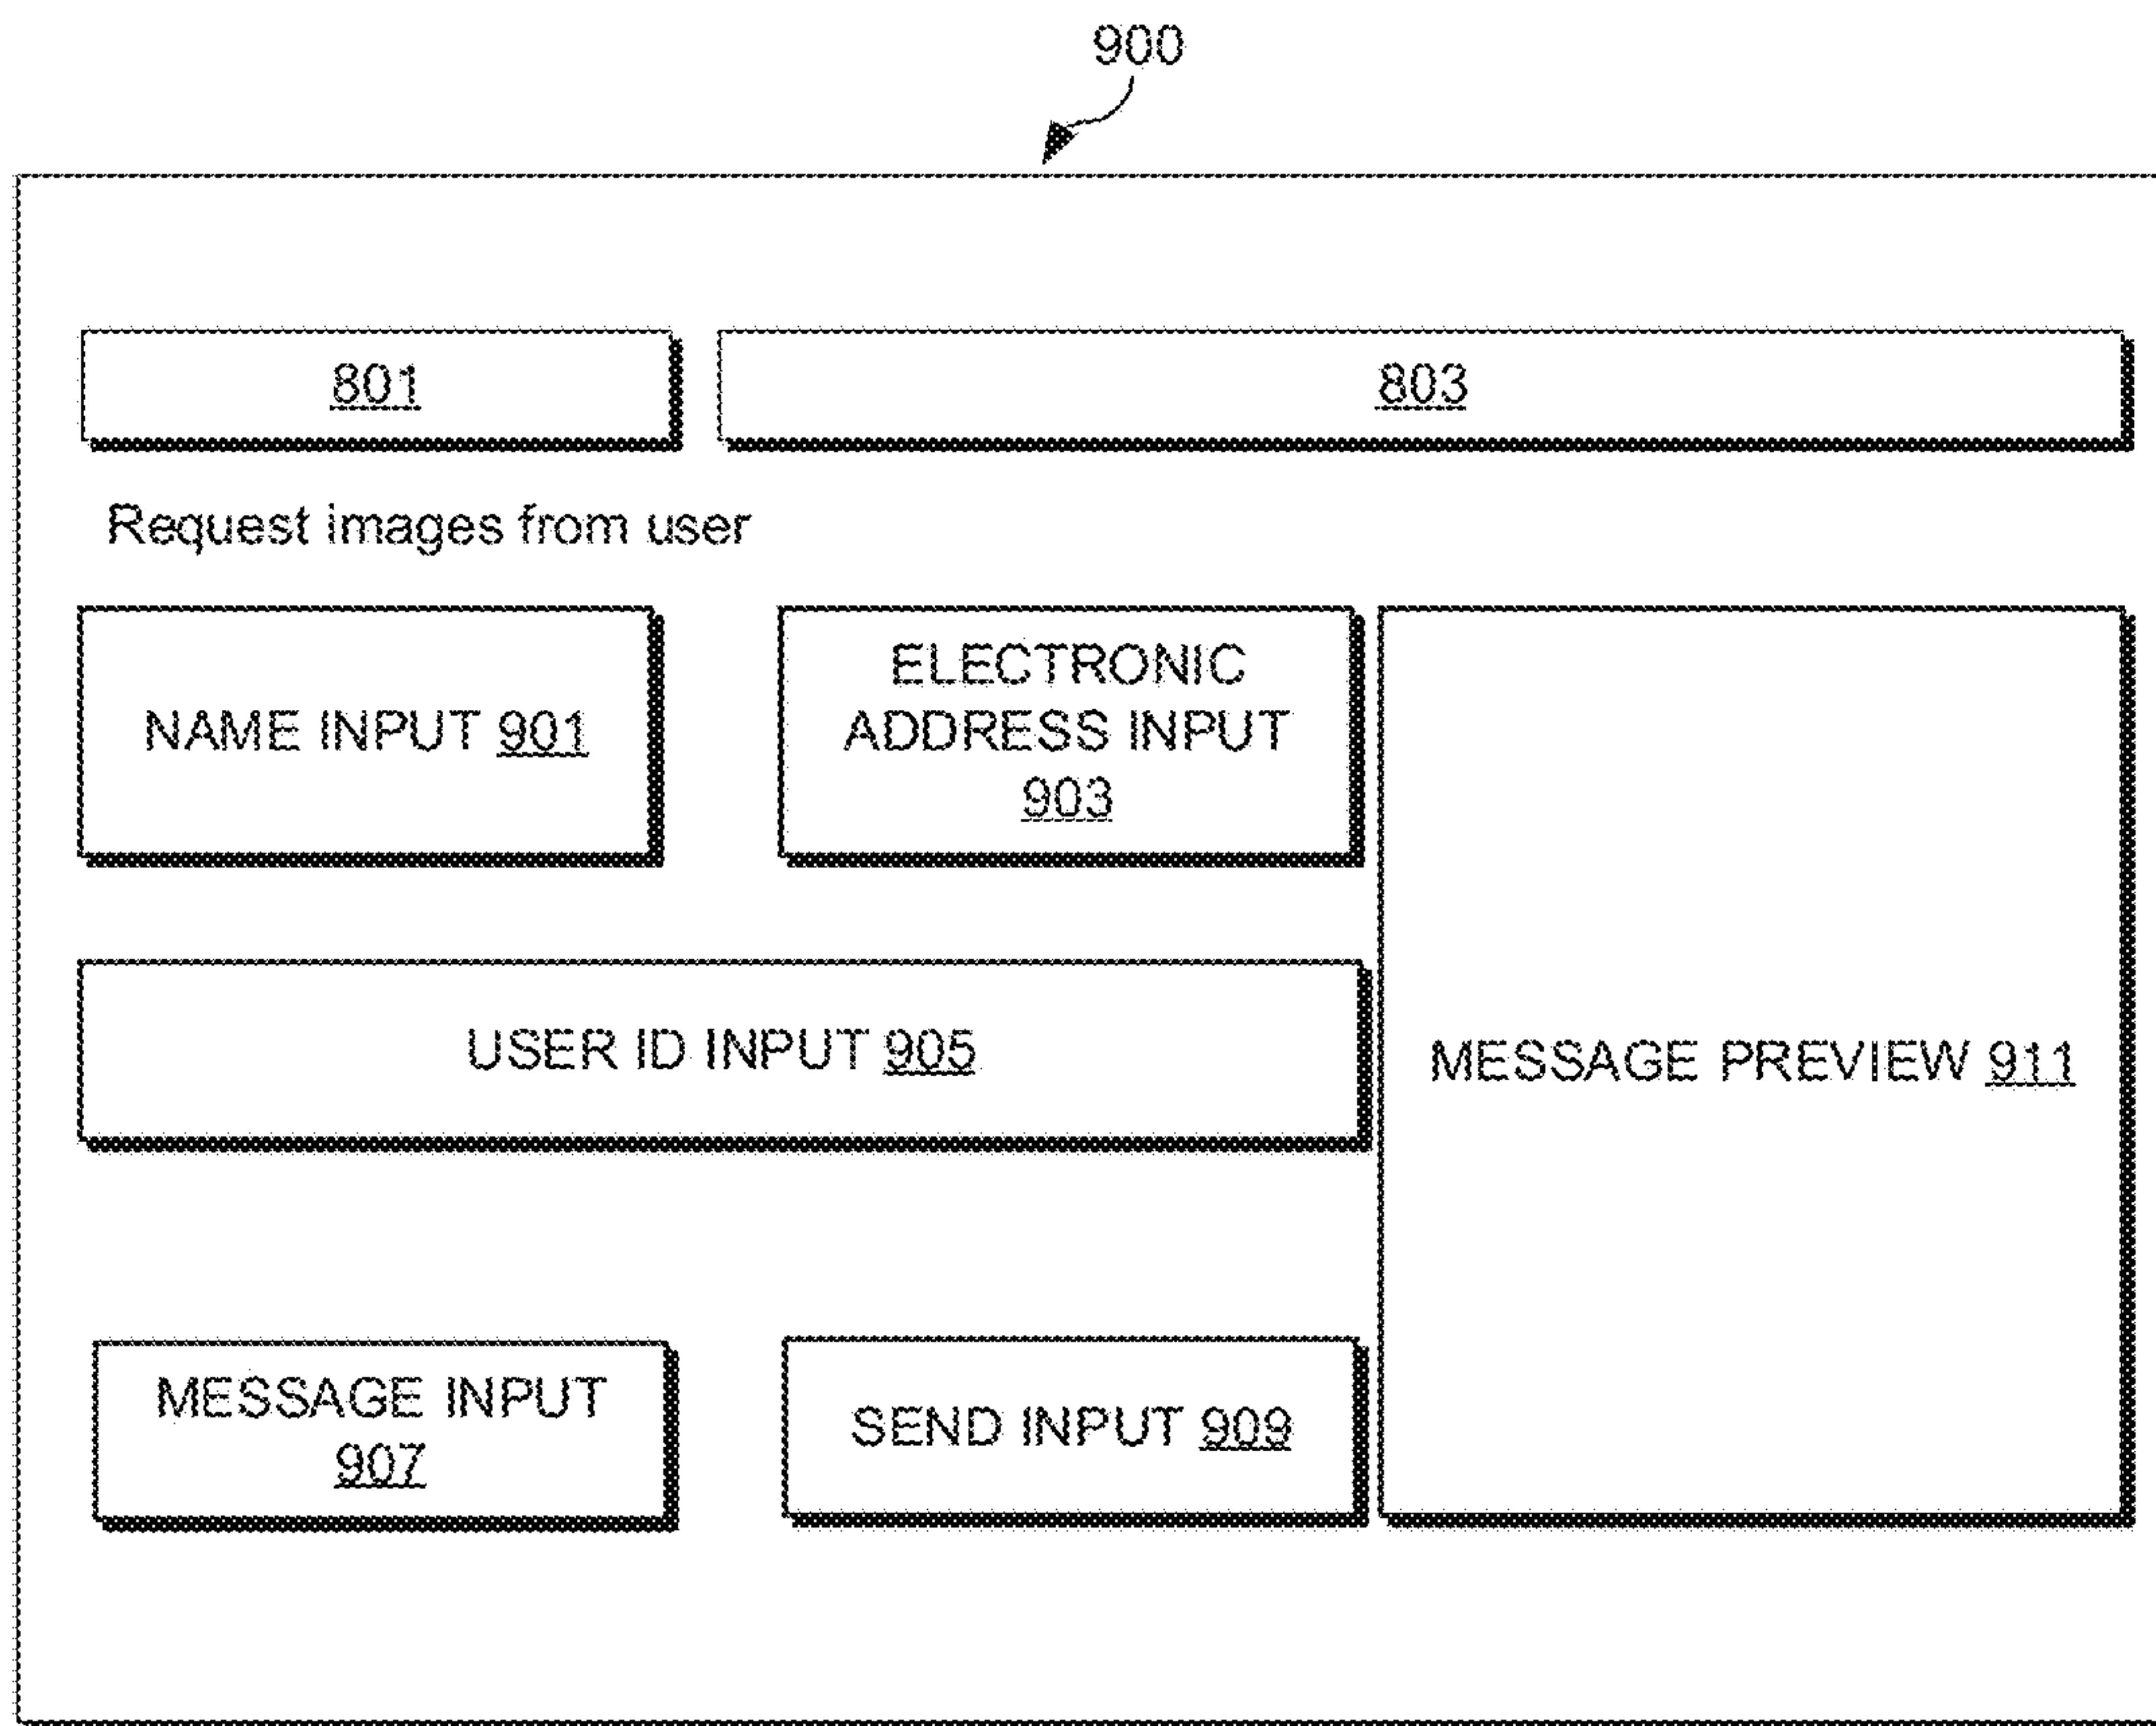 900
801
803
Request images from user
NAME INPUT 901
ELECTRONIC
ADDRESS INPUT
903
USER ID INPUT 905
MESSAGE PREVIEW 911
MESSAGE INPUT
907
SEND INPUT 909